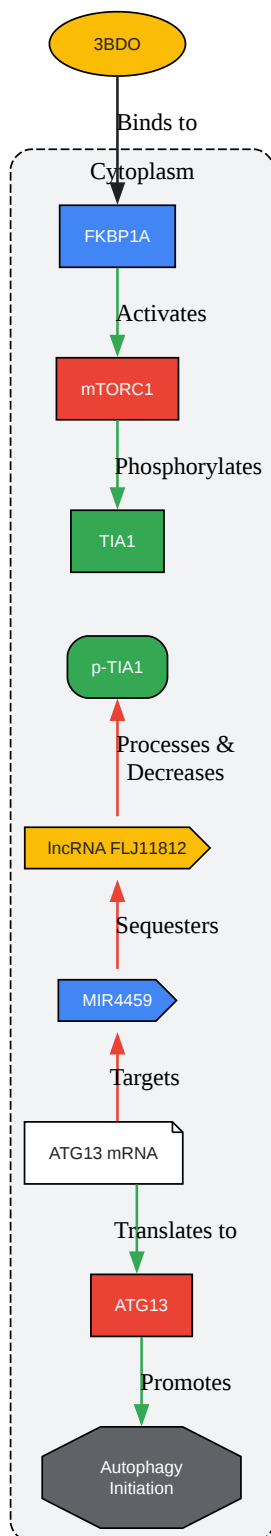 3BDO
Binds to
Cytoplasm
FKBP1A
Activates
mTORC1
Phosphorylates
TIA1
p-TIA1
Processes &
Decreases
lncRNA FLJ11812
Sequesters
MIR4459
Targets
ATG13 mRNA
Translates to
ATG13
Promotes
Autophagy
Initiation